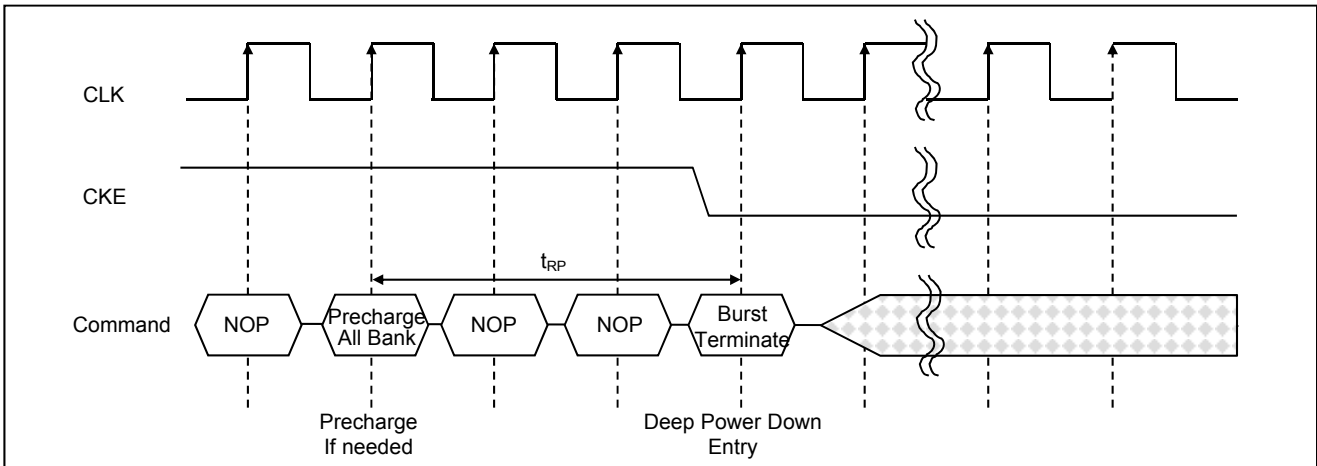 CLK
CKE
tRP
Command
NOP
Precharge
All Bank
NOP
NOP
Burst
Terminate
Precharge
If needed
Deep Power Down
Entry